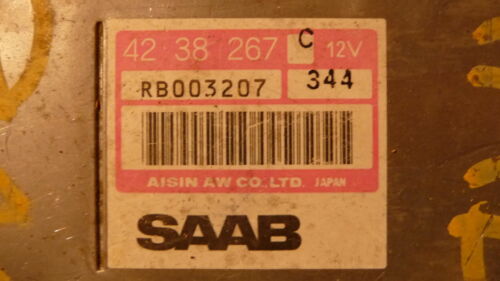 42 38 267 C 12V
RB003207 344
AISIN AW CO., LTD. JAPAN
SAAB